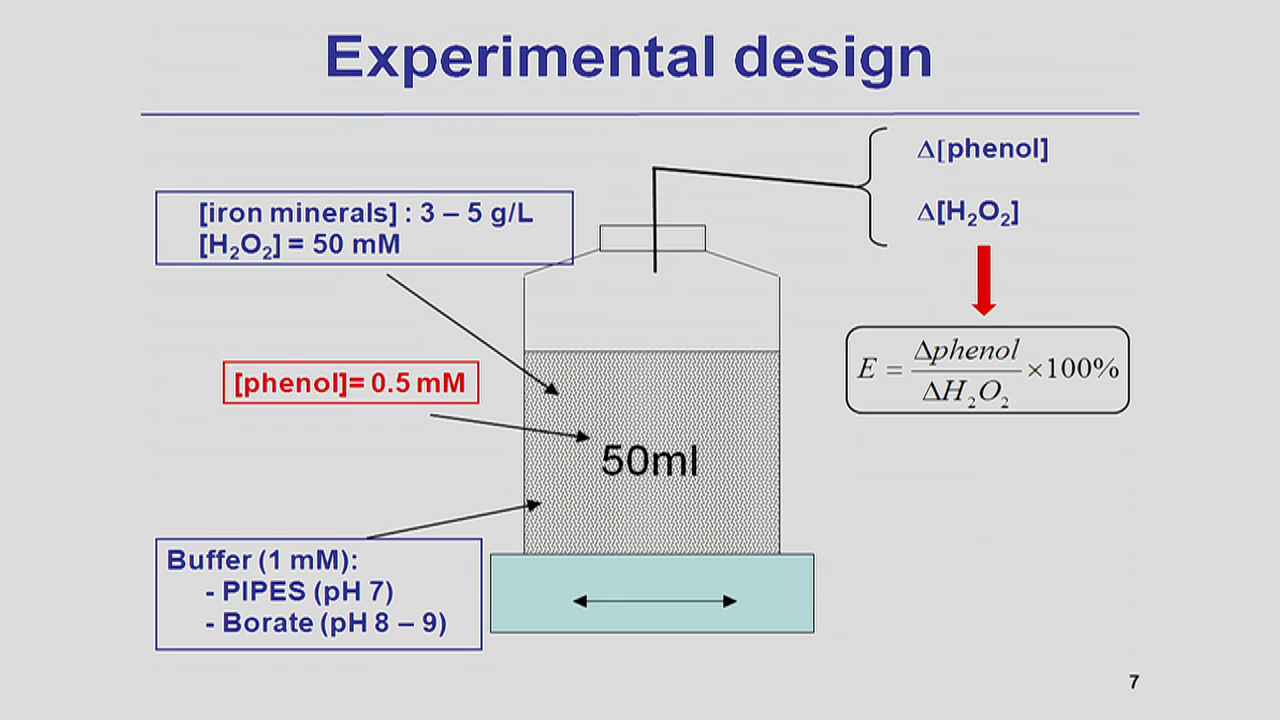 Experimental design
[iron minerals] : 3 – 5 g/L
[H₂O₂] = 50 mM
[phenol]= 0.5 mM
Buffer (1 mM):
- PIPES (pH 7)
- Borate (pH 8 – 9)
50ml
Δ[phenol]
Δ[H₂O₂]
E = Δphenol / ΔH₂O₂ ×100%
7